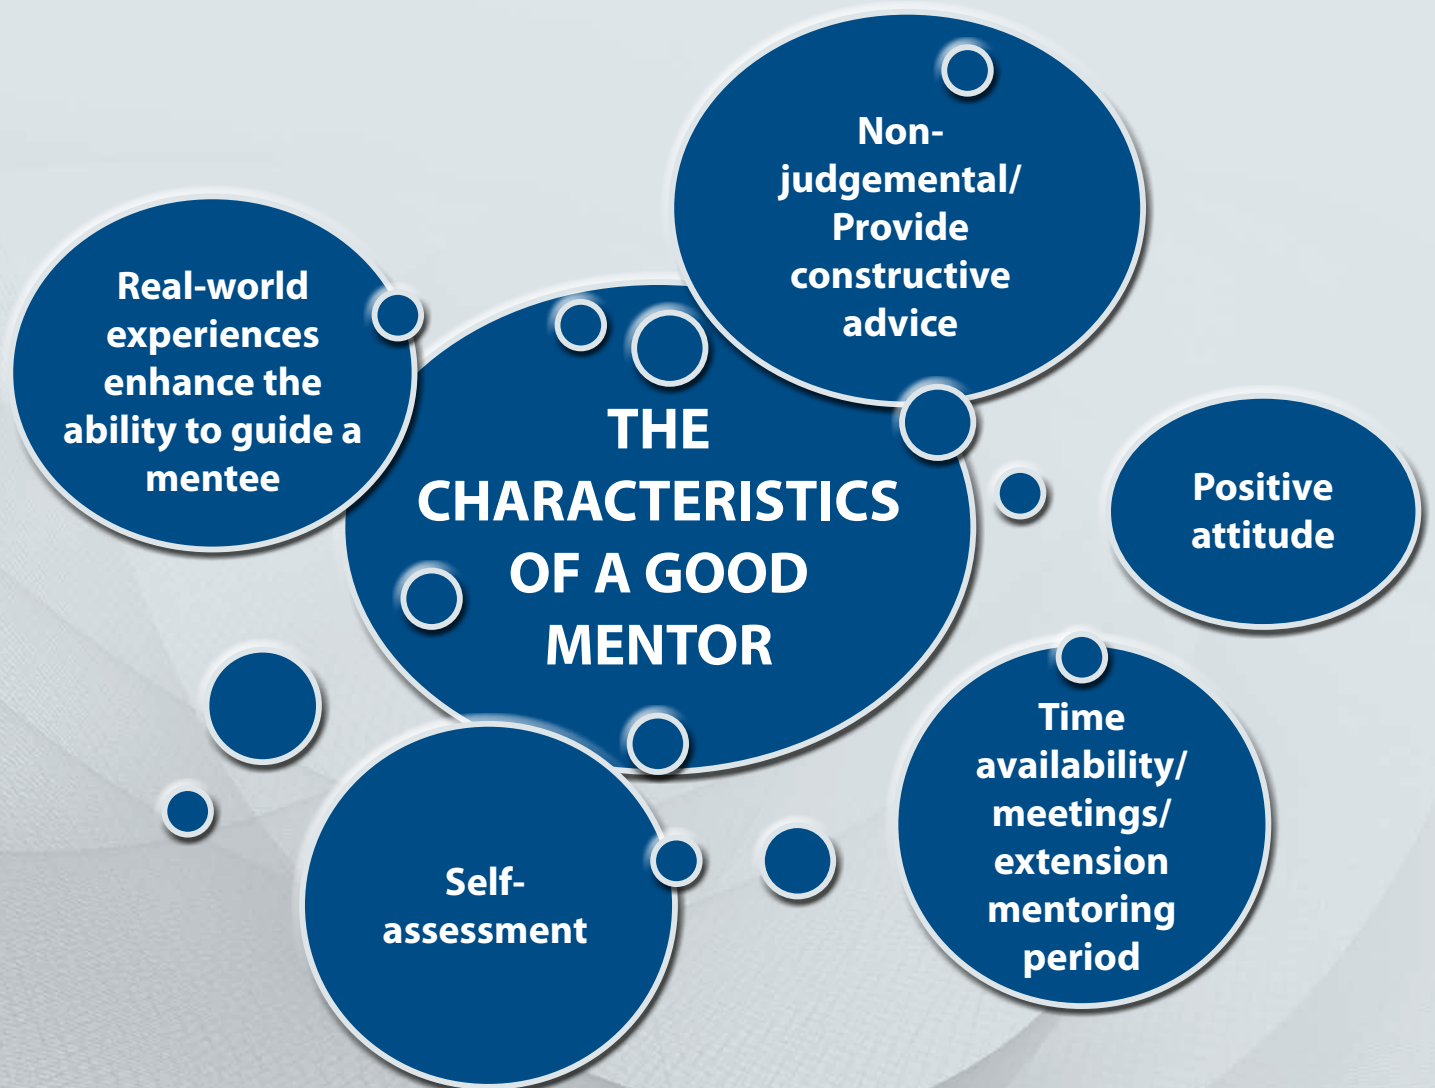 Non-
judgemental/
Provide
constructive
advice
Real-world
experiences
enhance the
ability to guide a
mentee
THE
CHARACTERISTICS
OF A GOOD
MENTOR
Positive
attitude
Time
availability/
meetings/
extension
mentoring
period
Self-
assessment